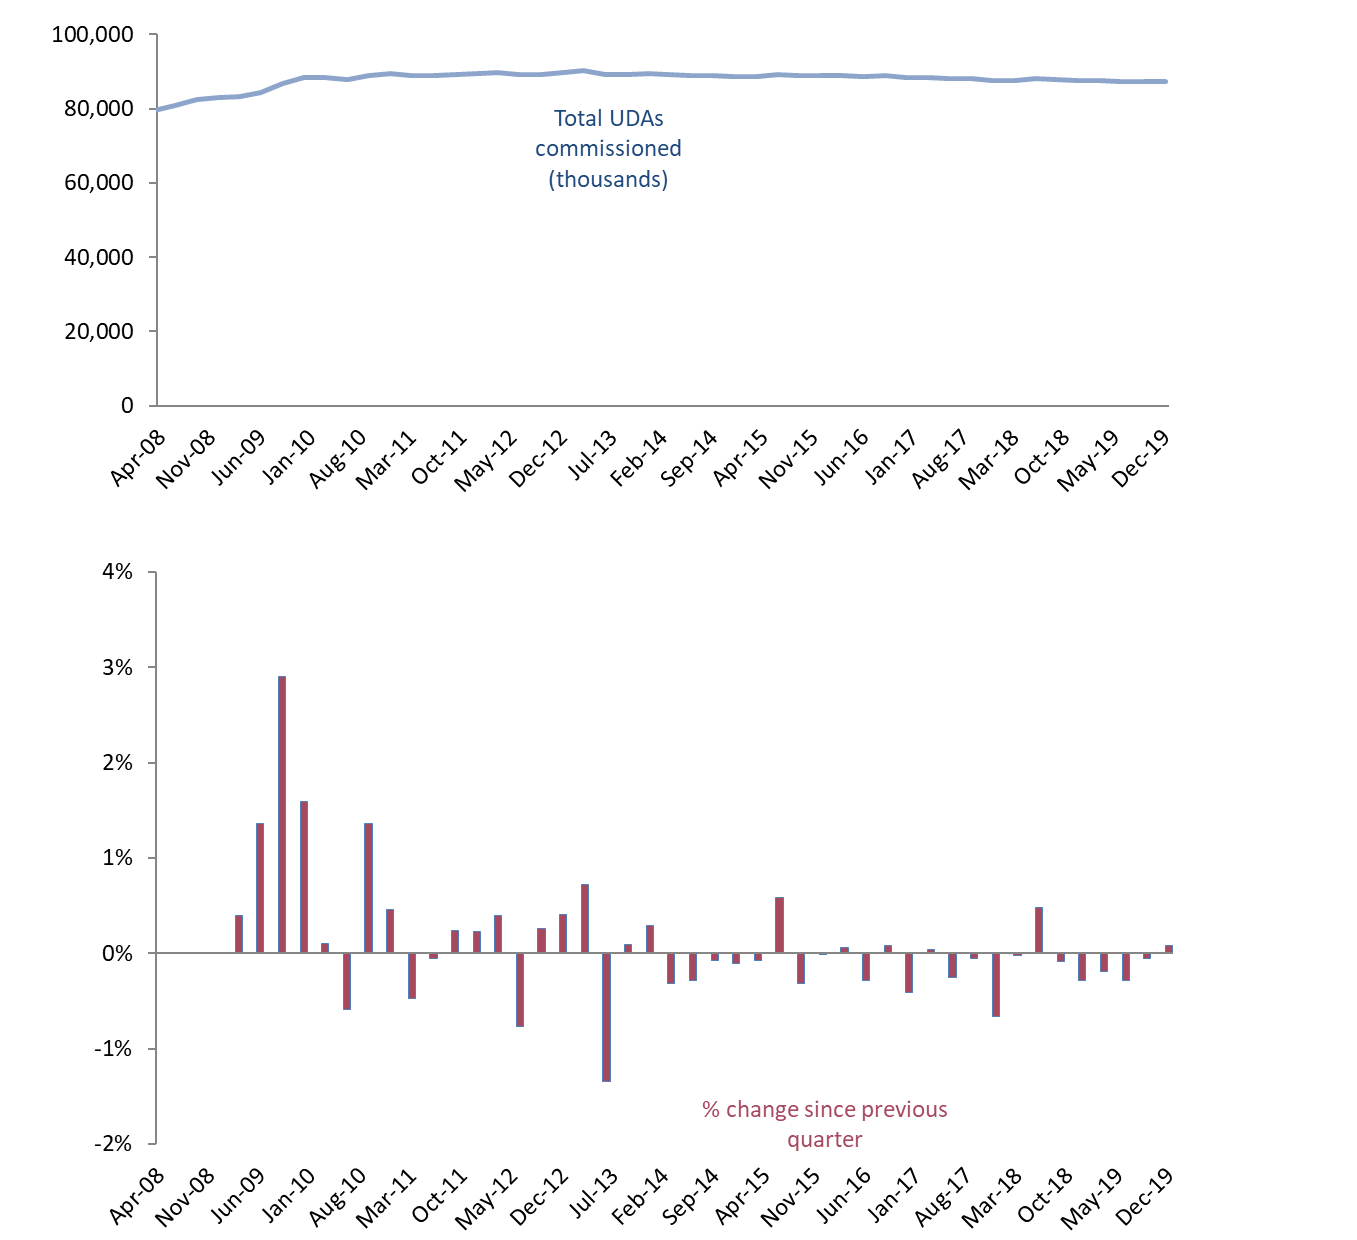 100,000
80,000
60,000
40,000
20,000
0
Total UDAs
commissioned
(thousands)
Apr-08
Nov-08
Jun-09
Jan-10
Aug-10
Mar-11
Oct-11
May-12
Dec-12
Jul-13
Feb-14
Sep-14
Apr-15
Nov-15
Jun-16
Jan-17
Aug-17
Mar-18
Oct-18
May-19
Dec-19
4%
3%
2%
1%
0%
-1%
-2%
% change since previous
quarter
Apr-08
Nov-08
Jun-09
Jan-10
Aug-10
Mar-11
Oct-11
May-12
Dec-12
Jul-13
Feb-14
Sep-14
Apr-15
Nov-15
Jun-16
Jan-17
Aug-17
Mar-18
Oct-18
May-19
Dec-19